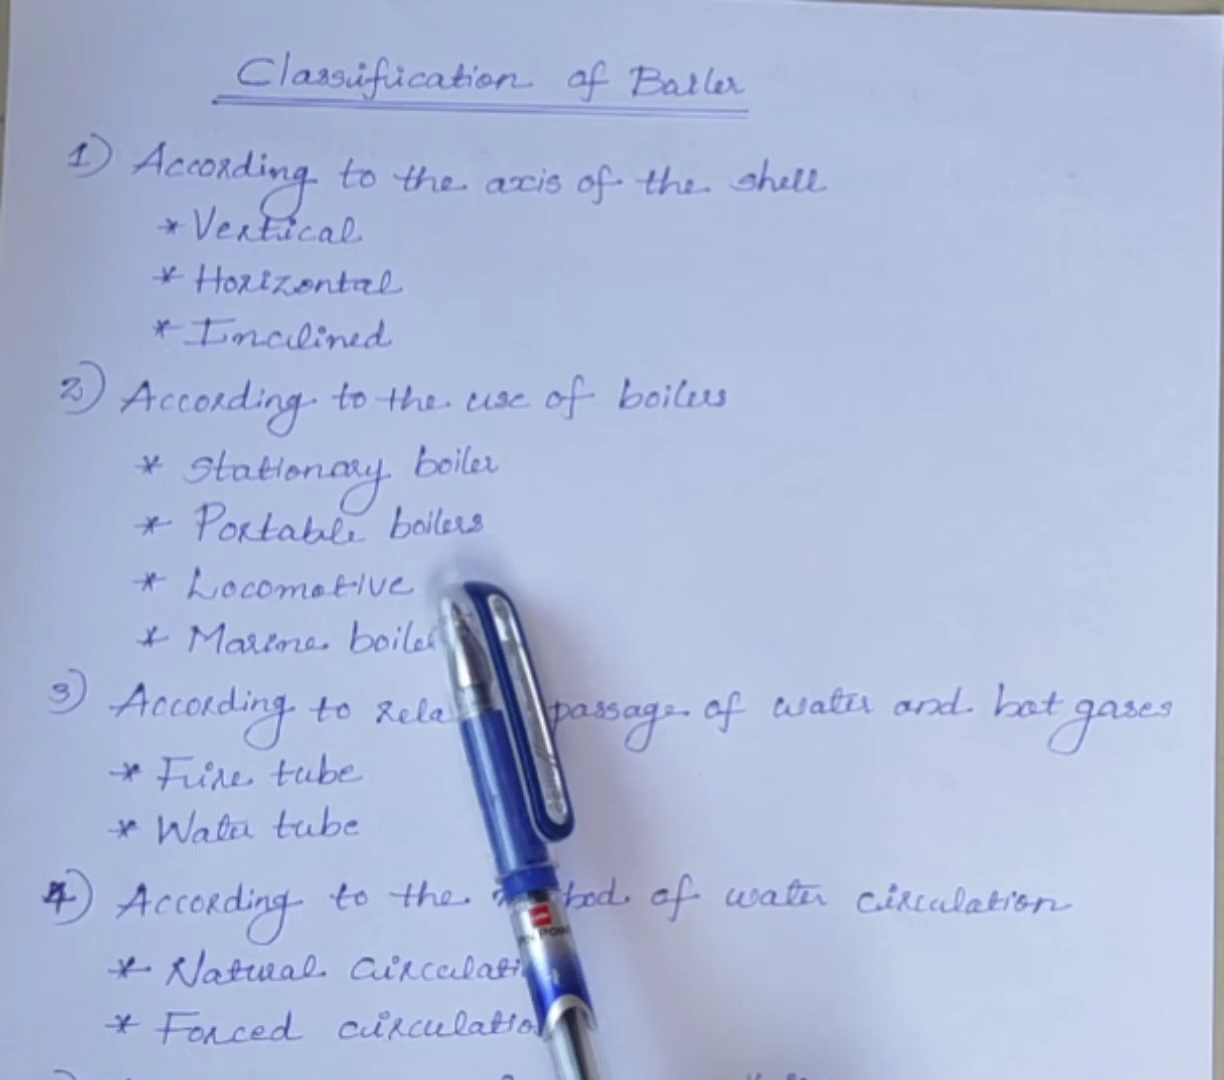 Classification of Boiler
1) According to the axis of the shell
* Vertical
* Horizontal
* Inclined
2) According to the use of boilers
* Stationary boiler
* Portable boilers
* Locomotive
* Marine boiler
3) According to passage of water and hot gases
* Fire tube
* Water tube
4) According to the of water circulation
* Natural
* Forced